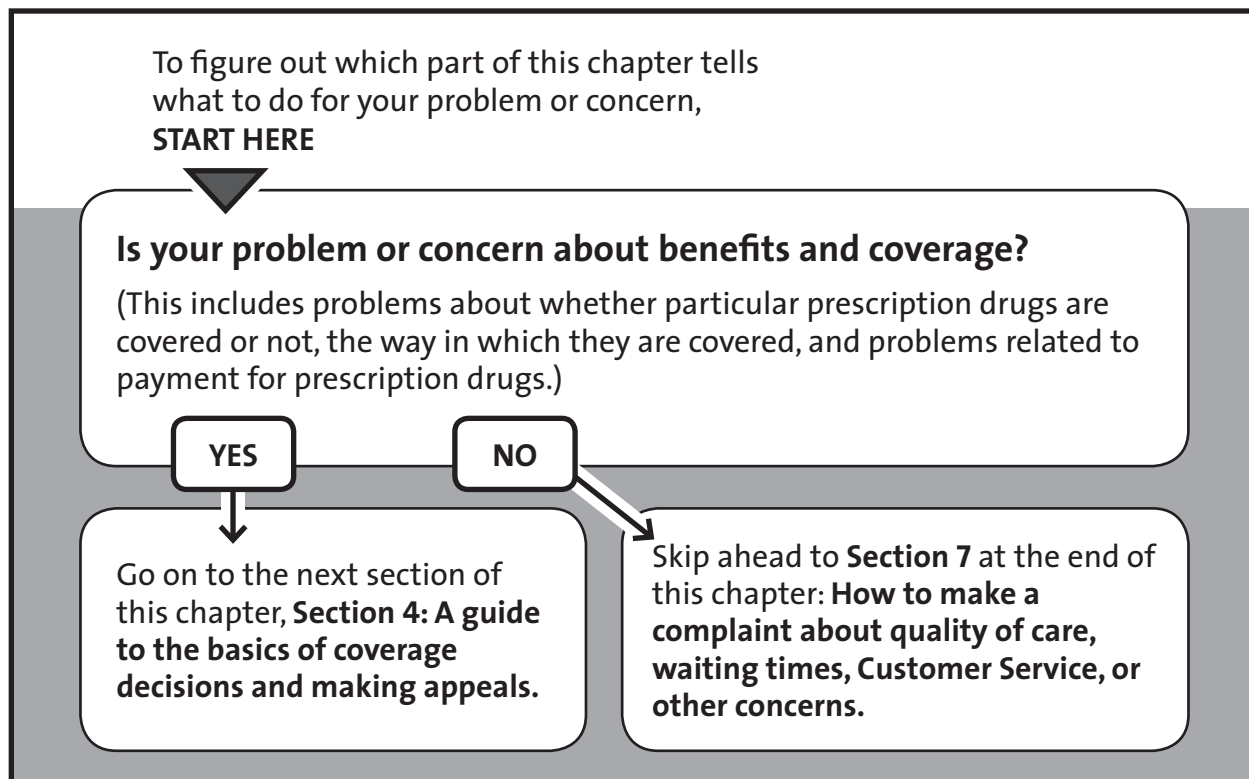 To figure out which part of this chapter tells
what to do for your problem or concern,
START HERE
Is your problem or concern about benefits and coverage?
(This includes problems about whether particular prescription drugs are
covered or not, the way in which they are covered, and problems related to
payment for prescription drugs.)
YES
NO
Go on to the next section of
this chapter, Section 4: A guide
to the basics of coverage
decisions and making appeals.
Skip ahead to Section 7 at the end of
this chapter: How to make a
complaint about quality of care,
waiting times, Customer Service, or
other concerns.